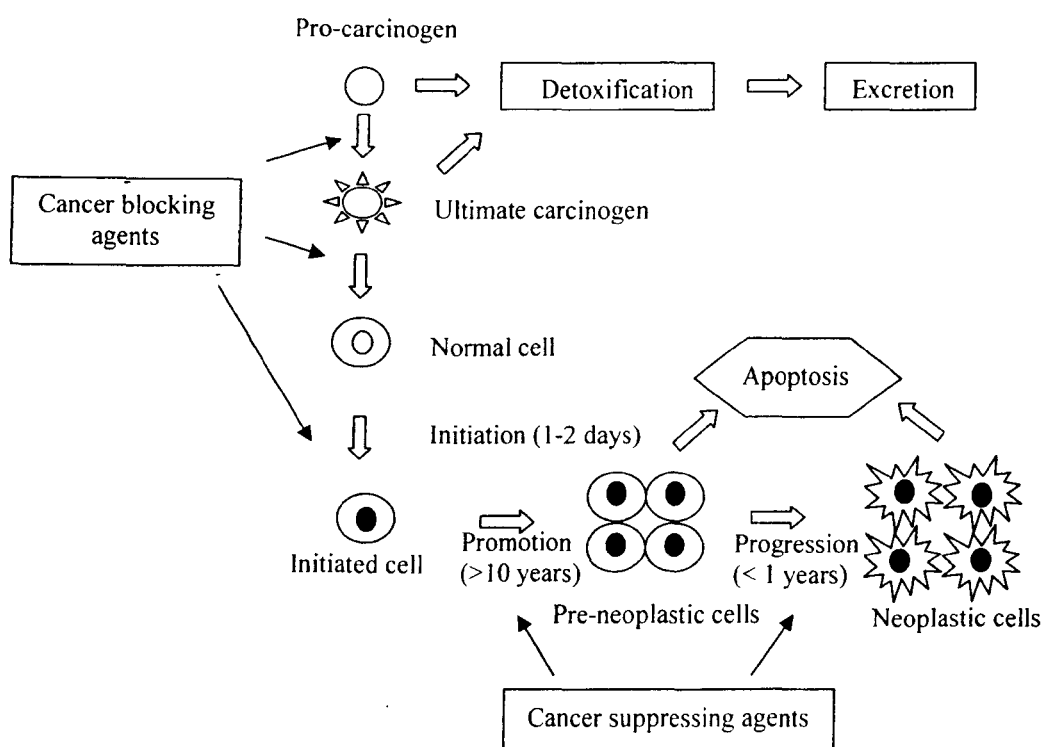 Pro-carcinogen
Detoxification
Excretion
Cancer blocking
agents
Ultimate carcinogen
Normal cell
Apoptosis
Initiation (1-2 days)
Initiated cell
Promotion
(>10 years)
Pre-neoplastic cells
Progression
(< 1 years)
Neoplastic cells
Cancer suppressing agents